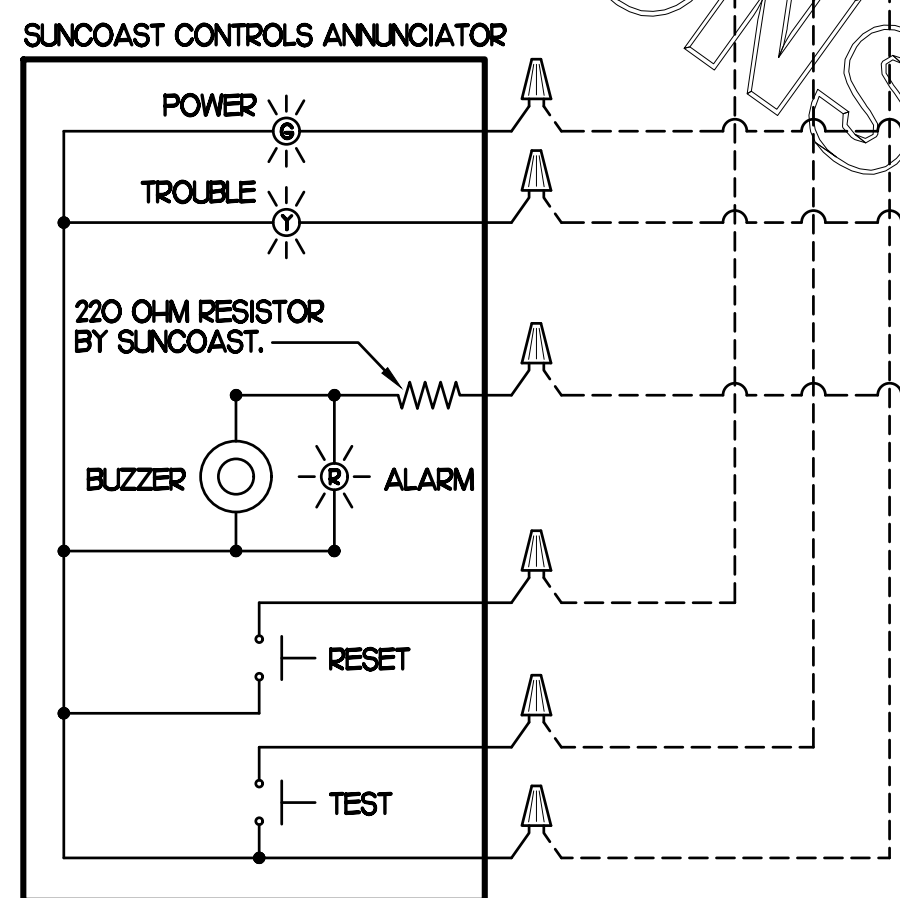 SUNCOAST CONTROLS ANNUNCIATOR
POWER
G
TROUBLE
Y
220 OHM RESISTOR
BY SUNCOAST.
BUZZER
R
ALARM
RESET
TEST